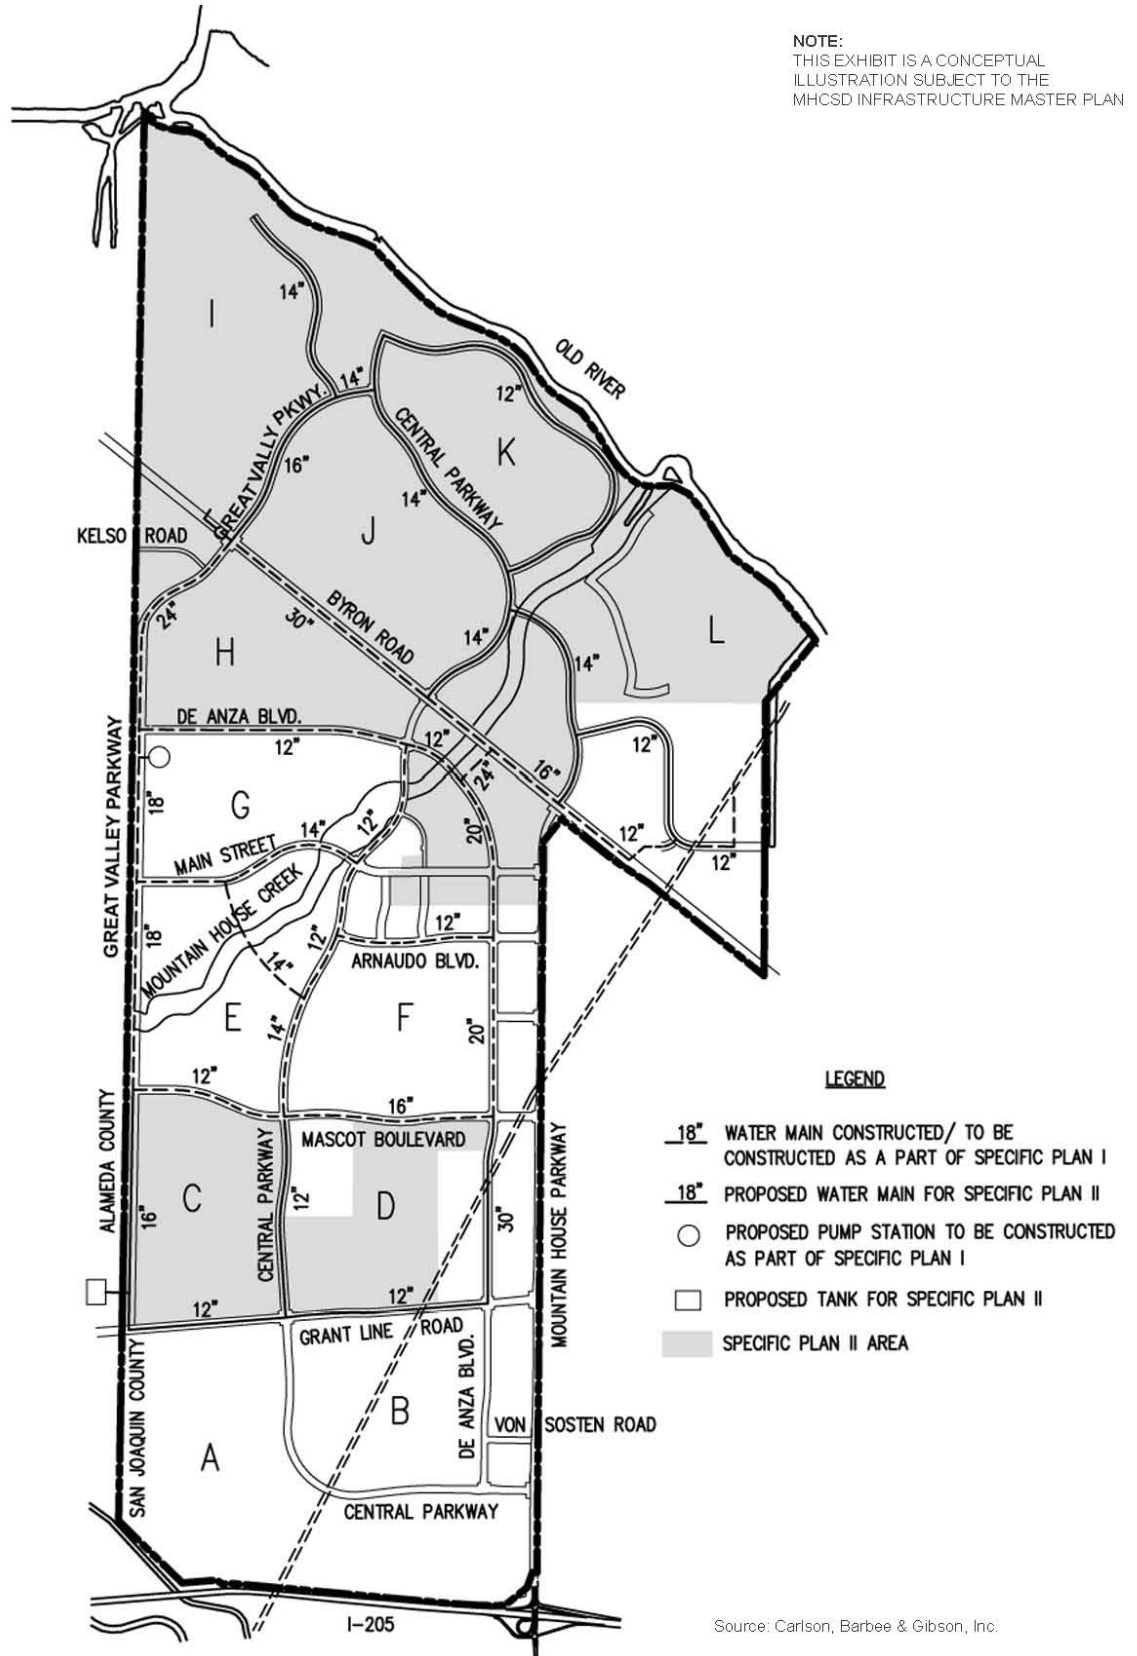 NOTE:
THIS EXHIBIT IS A CONCEPTUAL
ILLUSTRATION SUBJECT TO THE
MHCSD INFRASTRUCTURE MASTER PLAN
I
14"
OLD RIVER
14"
12"
GREAT VALLY PKWY.
CENTRAL PARKWAY
K
16"
14"
J
KELSO ROAD
24"
30"
BYRON ROAD
14"
L
H
14"
DE ANZA BLVD.
12"
12"
12"
24"
16"
GREAT VALLEY PARKWAY
18"
G
14"
12"
20"
12"
12"
MAIN STREET
MOUNTAIN HOUSE CREEK
18"
12"
12"
14"
ARNAUDO BLVD.
E
14"
F
20"
12"
16"
MASCOT BOULEVARD
ALAMEDA COUNTY
C
16"
CENTRAL PARKWAY
12"
D
30"
MOUNTAIN HOUSE PARKWAY
12"
12"
GRANT LINE ROAD
SAN JOAQUIN COUNTY
DE ANZA BLVD.
B
VON SOSTEN ROAD
A
CENTRAL PARKWAY
I-205
LEGEND
18" WATER MAIN CONSTRUCTED/ TO BE
CONSTRUCTED AS A PART OF SPECIFIC PLAN I
18" PROPOSED WATER MAIN FOR SPECIFIC PLAN II
PROPOSED PUMP STATION TO BE CONSTRUCTED
AS PART OF SPECIFIC PLAN I
PROPOSED TANK FOR SPECIFIC PLAN II
SPECIFIC PLAN II AREA
Source: Carlson, Barbee & Gibson, Inc.